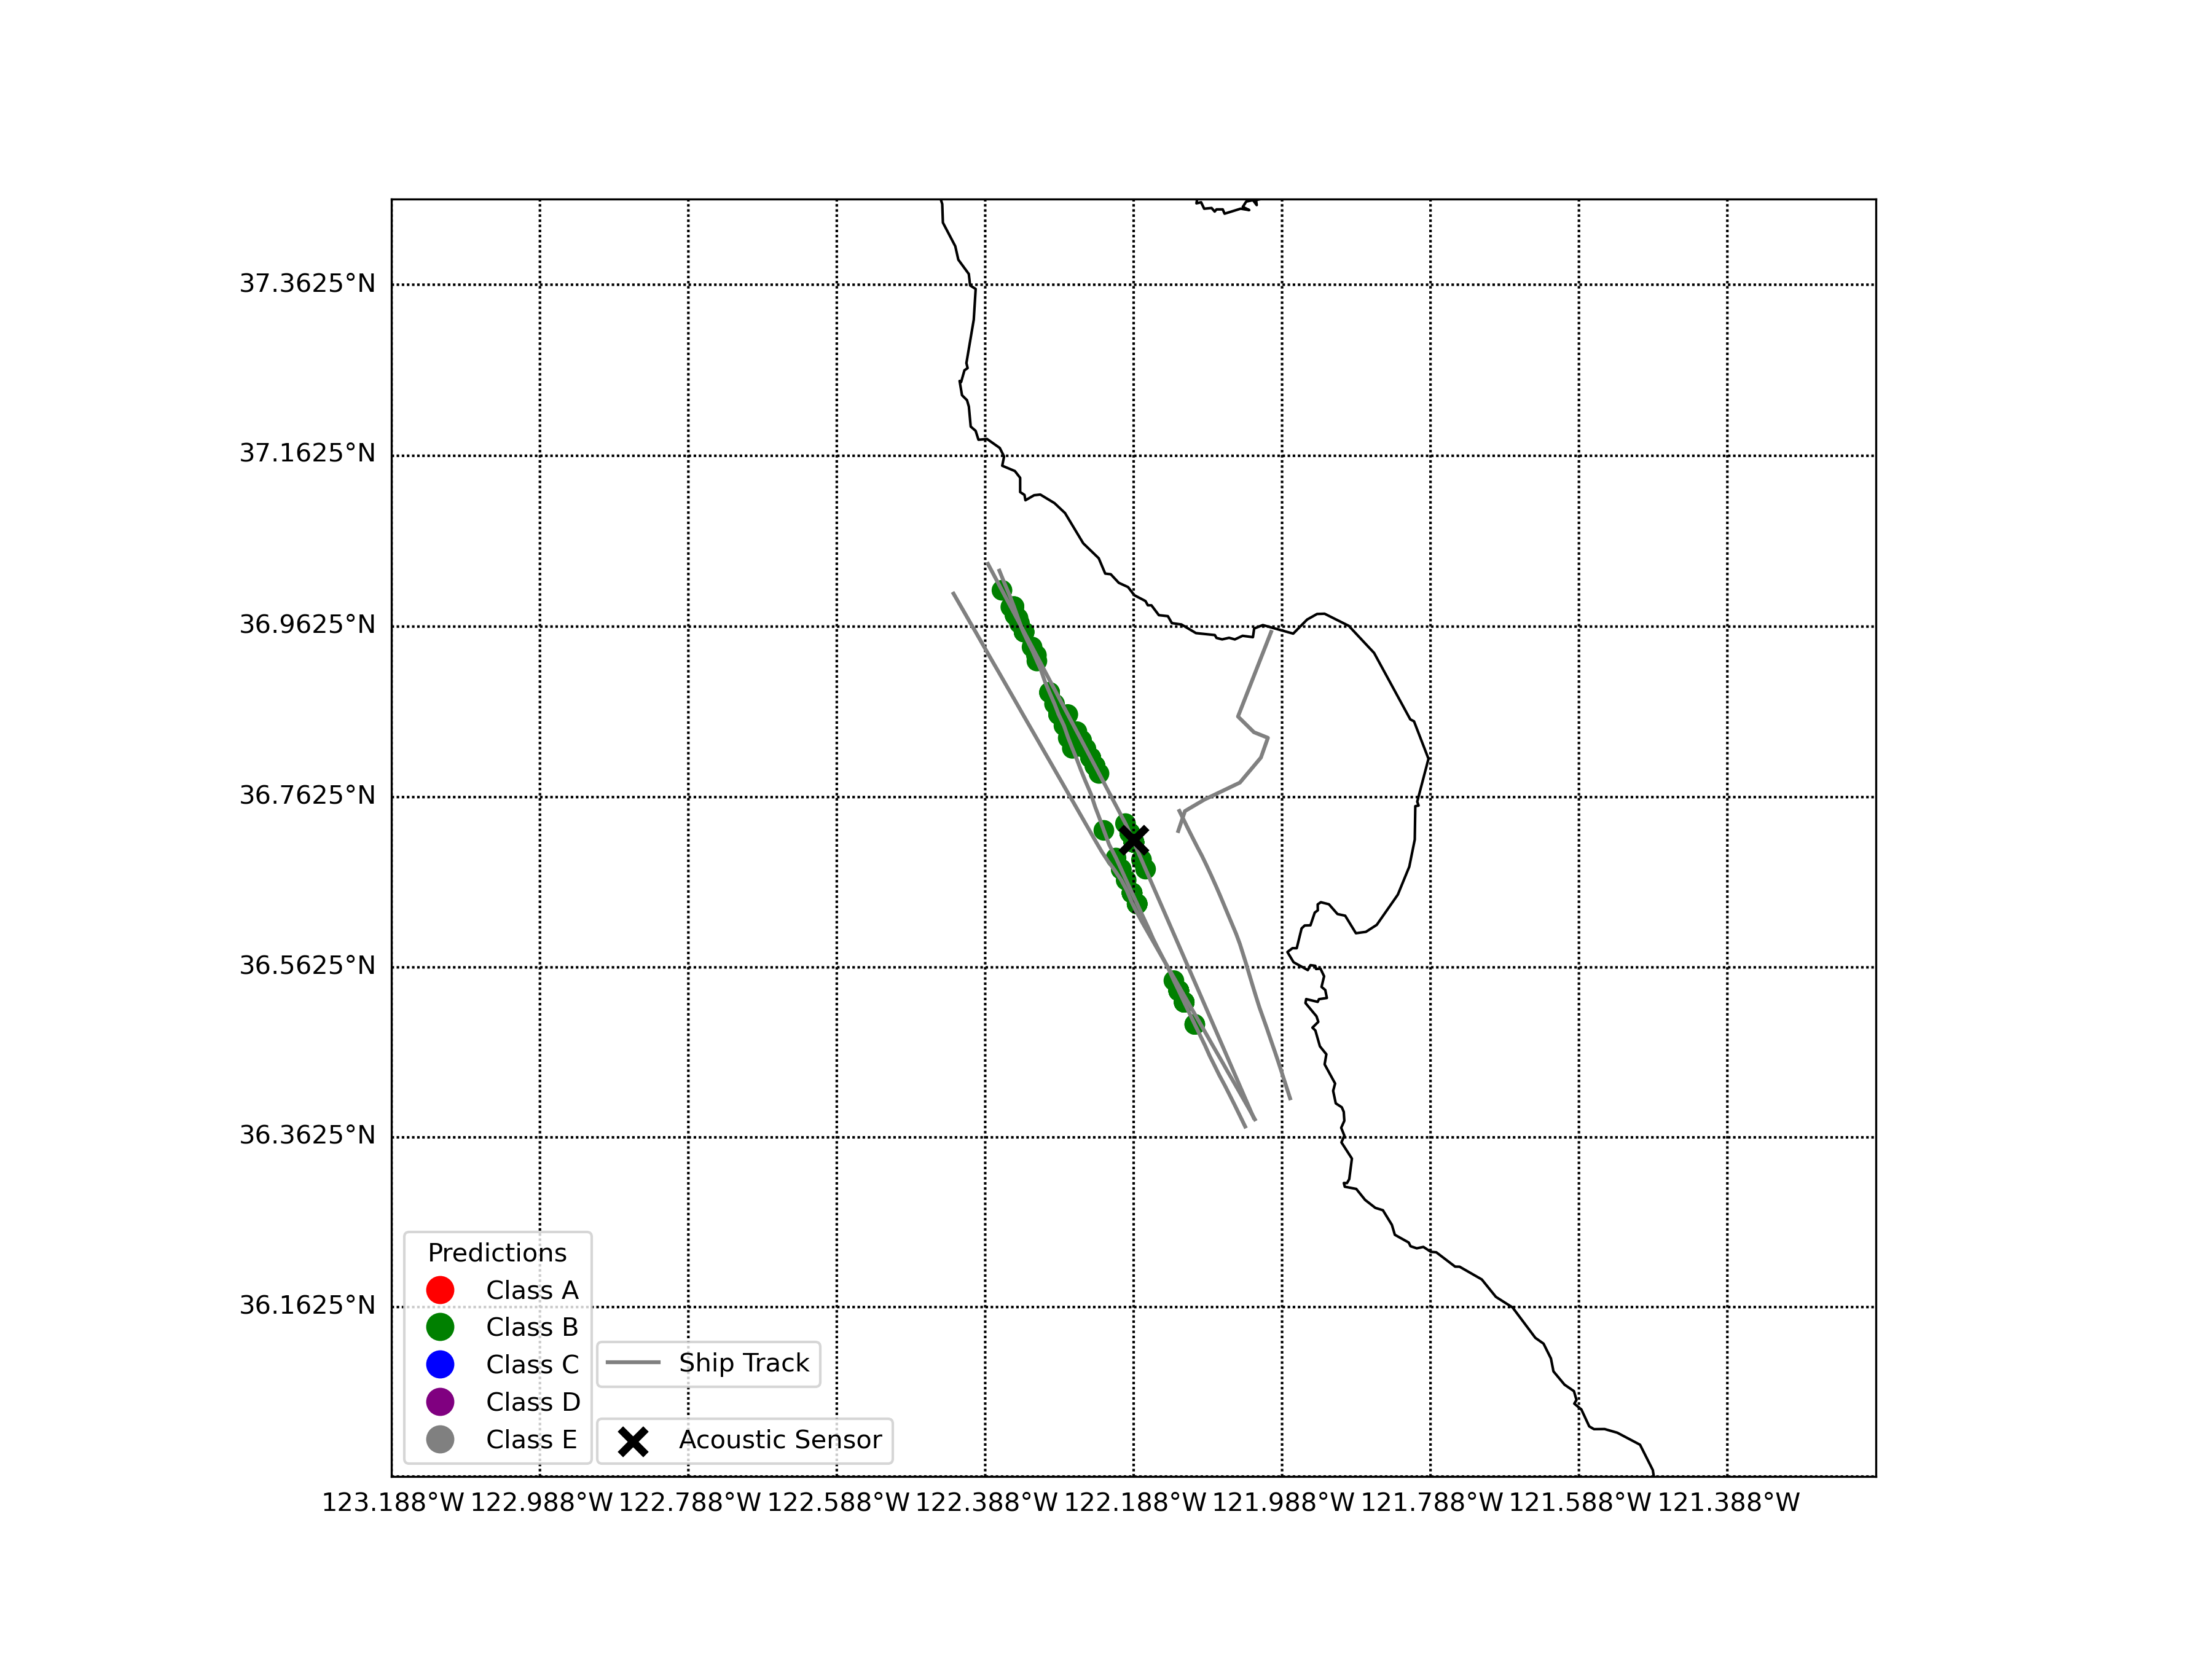 37.3625°N
37.1625°N
36.9625°N
36.7625°N
36.5625°N
36.3625°N
36.1625°N
Predictions
Class A
Class B
Class C
Class D
Class E
Ship Track
Acoustic Sensor
123.188°W 122.988°W 122.788°W 122.588°W 122.388°W 122.188°W 121.988°W 121.788°W 121.588°W 121.388°W